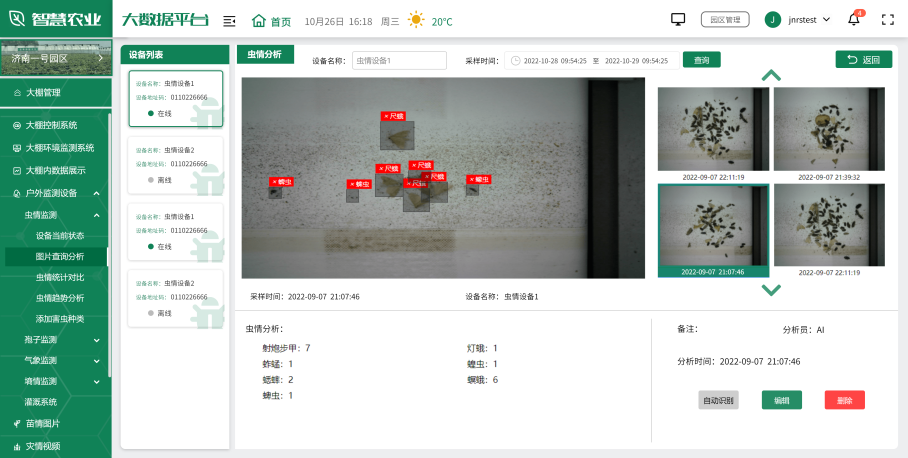 智慧农业
大数据平台
首页
10月26日 16:18 周三
20℃
园区管理
J
jnrstest
4
济南一号园区
大棚管理
大棚控制系统
大棚环境监测系统
大棚内数据展示
户外监测设备
虫情监测
设备当前状态
图片查询分析
虫情统计对比
虫情趋势分析
添加害虫种类
孢子监测
气象监测
墒情监测
灌溉系统
苗情图片
灾情视频
设备列表
设备名称：虫情设备1
设备地址码：0110226666
在线
设备名称：虫情设备2
设备地址码：0110226666
离线
设备名称：虫情设备1
设备地址码：0110226666
在线
设备名称：虫情设备2
设备地址码：0110226666
离线
虫情分析
设备名称：
虫情设备1
采样时间：
2022-10-28 09:54:25 至 2022-10-29 09:54:25
查询
返回
× 尺蛾
× 尺蛾
× 尺蛾
× 尺蛾
× 尺蛾
× 蝗虫
× 蜱虫
× 蜱虫
采样时间：2022-09-07 21:07:46
设备名称：虫情设备1
2022-09-07 22:11:19
2022-09-07 21:39:32
2022-09-07 21:07:46
2022-09-07 22:11:19
虫情分析：
射炮步甲：7
灯蛾：1
蚱蜢：1
蝗虫：1
蟋蟀：2
螟蛾：6
蜱虫：1
备注：
分析员：AI
分析时间：2022-09-07 21:07:46
自动识别
编辑
删除